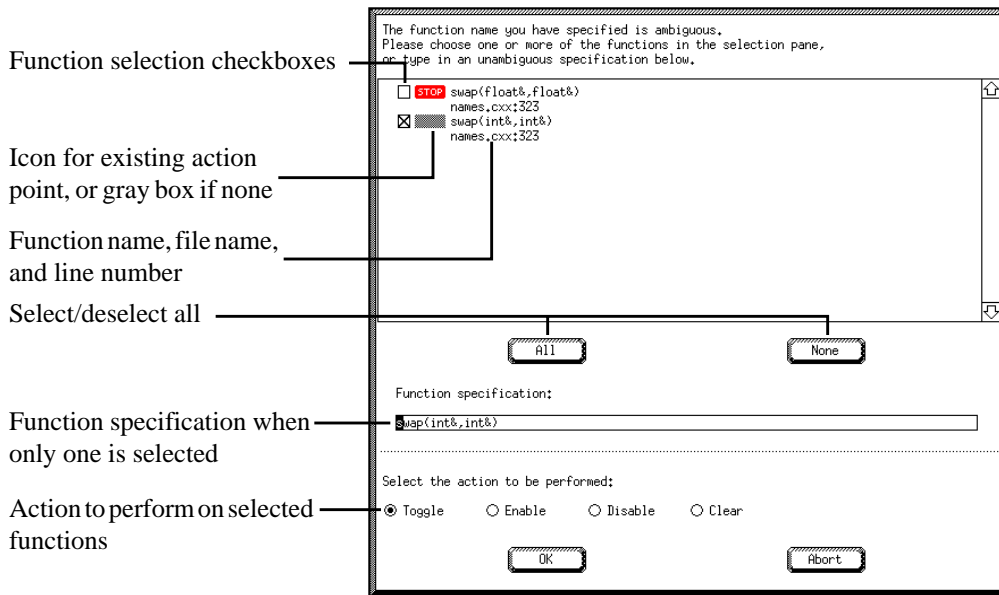 The function name you have specified is ambiguous.
Please choose one or more of the functions in the selection pane,
or type in an unambiguous specification below.
Function selection checkboxes
STOP swap(float&,float&)
names.cxx:323
swap(int&,int&)
names.cxx:323
Icon for existing action
point, or gray box if none
Function name, file name,
and line number
Select/deselect all
All None
Function specification:
Function specification when
only one is selected
swap(int&,int&)
Select the action to be performed:
Action to perform on selected
functions
Toggle Enable Disable Clear
OK Abort